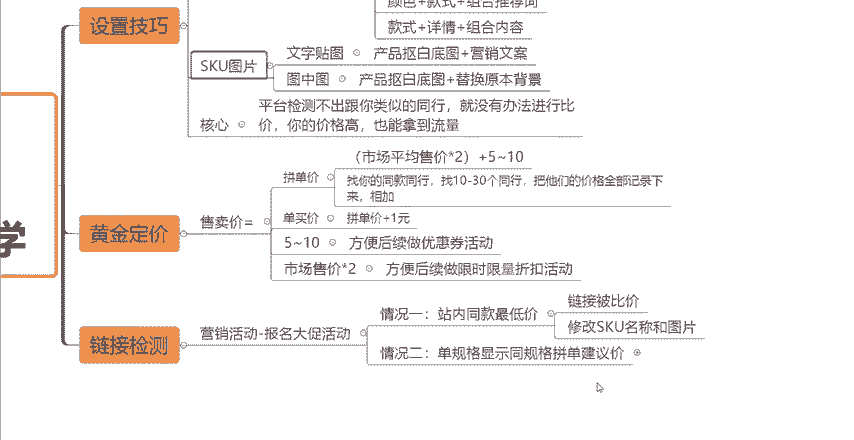 颜色+款式+组合推荐词
设置技巧
款式+详情+组合内容
SKU图片
文字贴图
产品抠白底图+营销文案
图中图
产品抠白底图+替换原本背景
核心
平台检测不出跟你类似的同行，就没有办法进行比
价，你的价格高，也能拿到流量
学
黄金定价
售卖价=
拼单价
（市场平均售价*2）+5~10
找你的同款同行，找10-30个同行，把他们的价格全部记录下
来，相加
单买价
拼单价+1元
5~10
方便后续做优惠券活动
市场售价*2
方便后续做限时限量折扣活动
链接检测
营销活动-报名大促活动
情况一：站内同款最低价
链接被比价
修改SKU名称和图片
情况二：单规格显示同规格拼单建议价